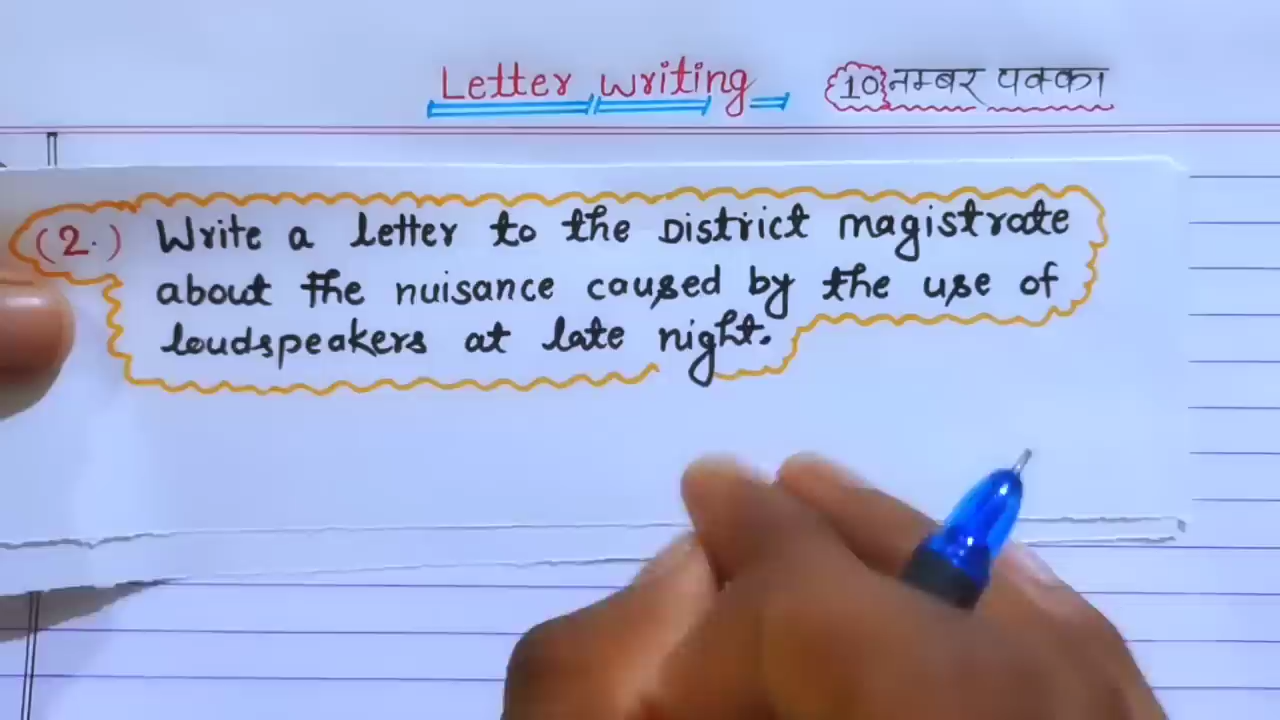 Letter writing 10 नम्बर पक्का
(2.) Write a letter to the District magistrate
about the nuisance caused by the use of
loudspeakers at late night.